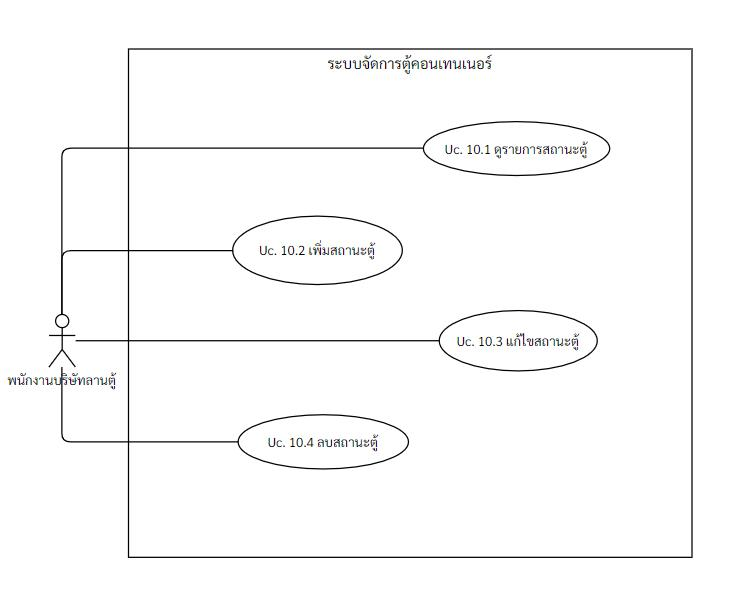 ระบบจัดการตู้คอนเทนเนอร์
Uc. 10.1 ดูรายการสถานะตู้
Uc. 10.2 เพิ่มสถานะตู้
Uc. 10.3 แก้ไขสถานะตู้
พนักงานบริษัทลานตู้
Uc. 10.4 ลบสถานะตู้